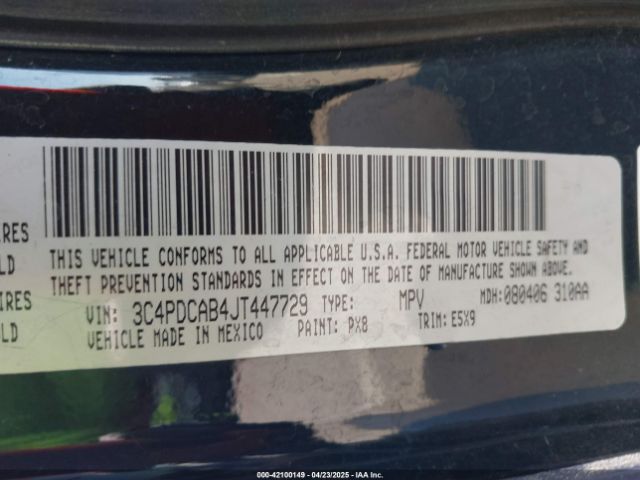 IRES
LD
IRES
LD
THIS VEHICLE CONFORMS TO ALL APPLICABLE U.S.A. FEDERAL MOTOR VEHICLE SAFETY AND
THEFT PREVENTION STANDARDS IN EFFECT ON THE DATE OF MANUFACTURE SHOWN ABOVE.
VIN: 3C4PDCAB4JT447729 TYPE: MPV MDH:080406 310AA
VEHICLE MADE IN MEXICO PAINT: PX8 TRIM: E5X9
000-42100149 - 04/23/2025 - IAA Inc.